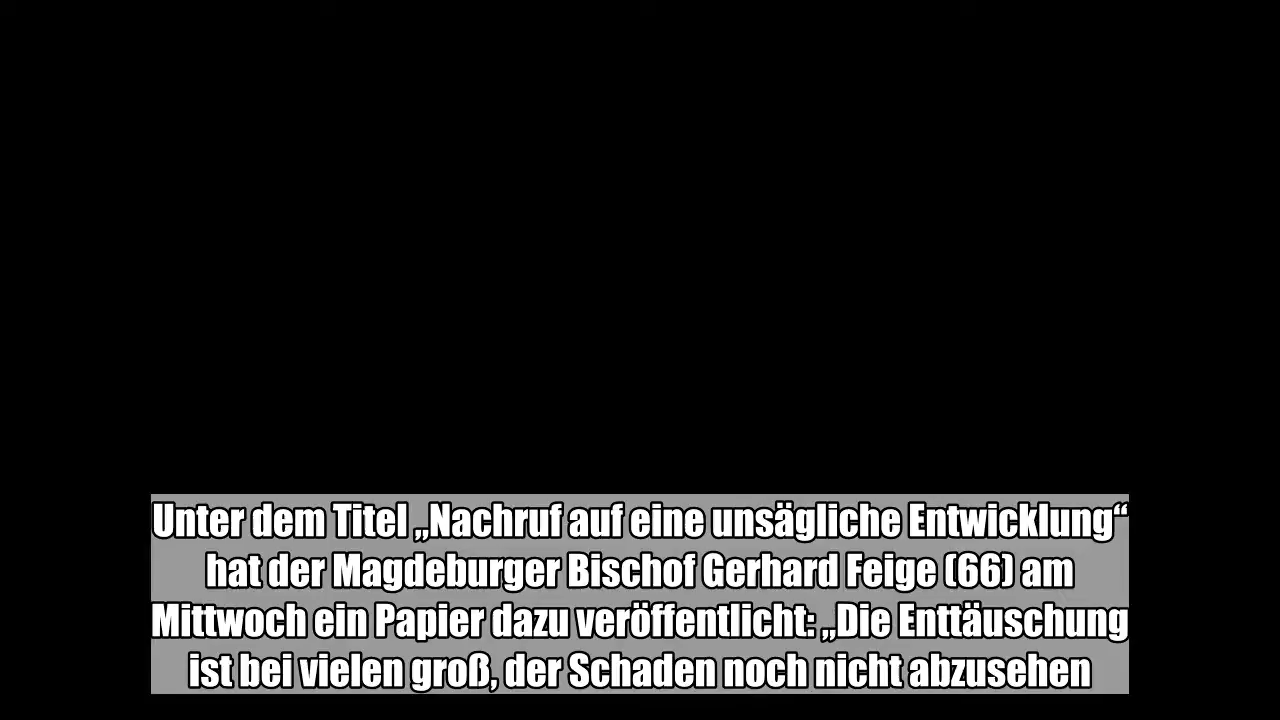 Unter dem Titel „Nachruf auf eine unsägliche Entwicklung“
hat der Magdeburger Bischof Gerhard Feige (66) am
Mittwoch ein Papier dazu veröffentlicht: „Die Enttäuschung
ist bei vielen groß, der Schaden noch nicht abzusehen